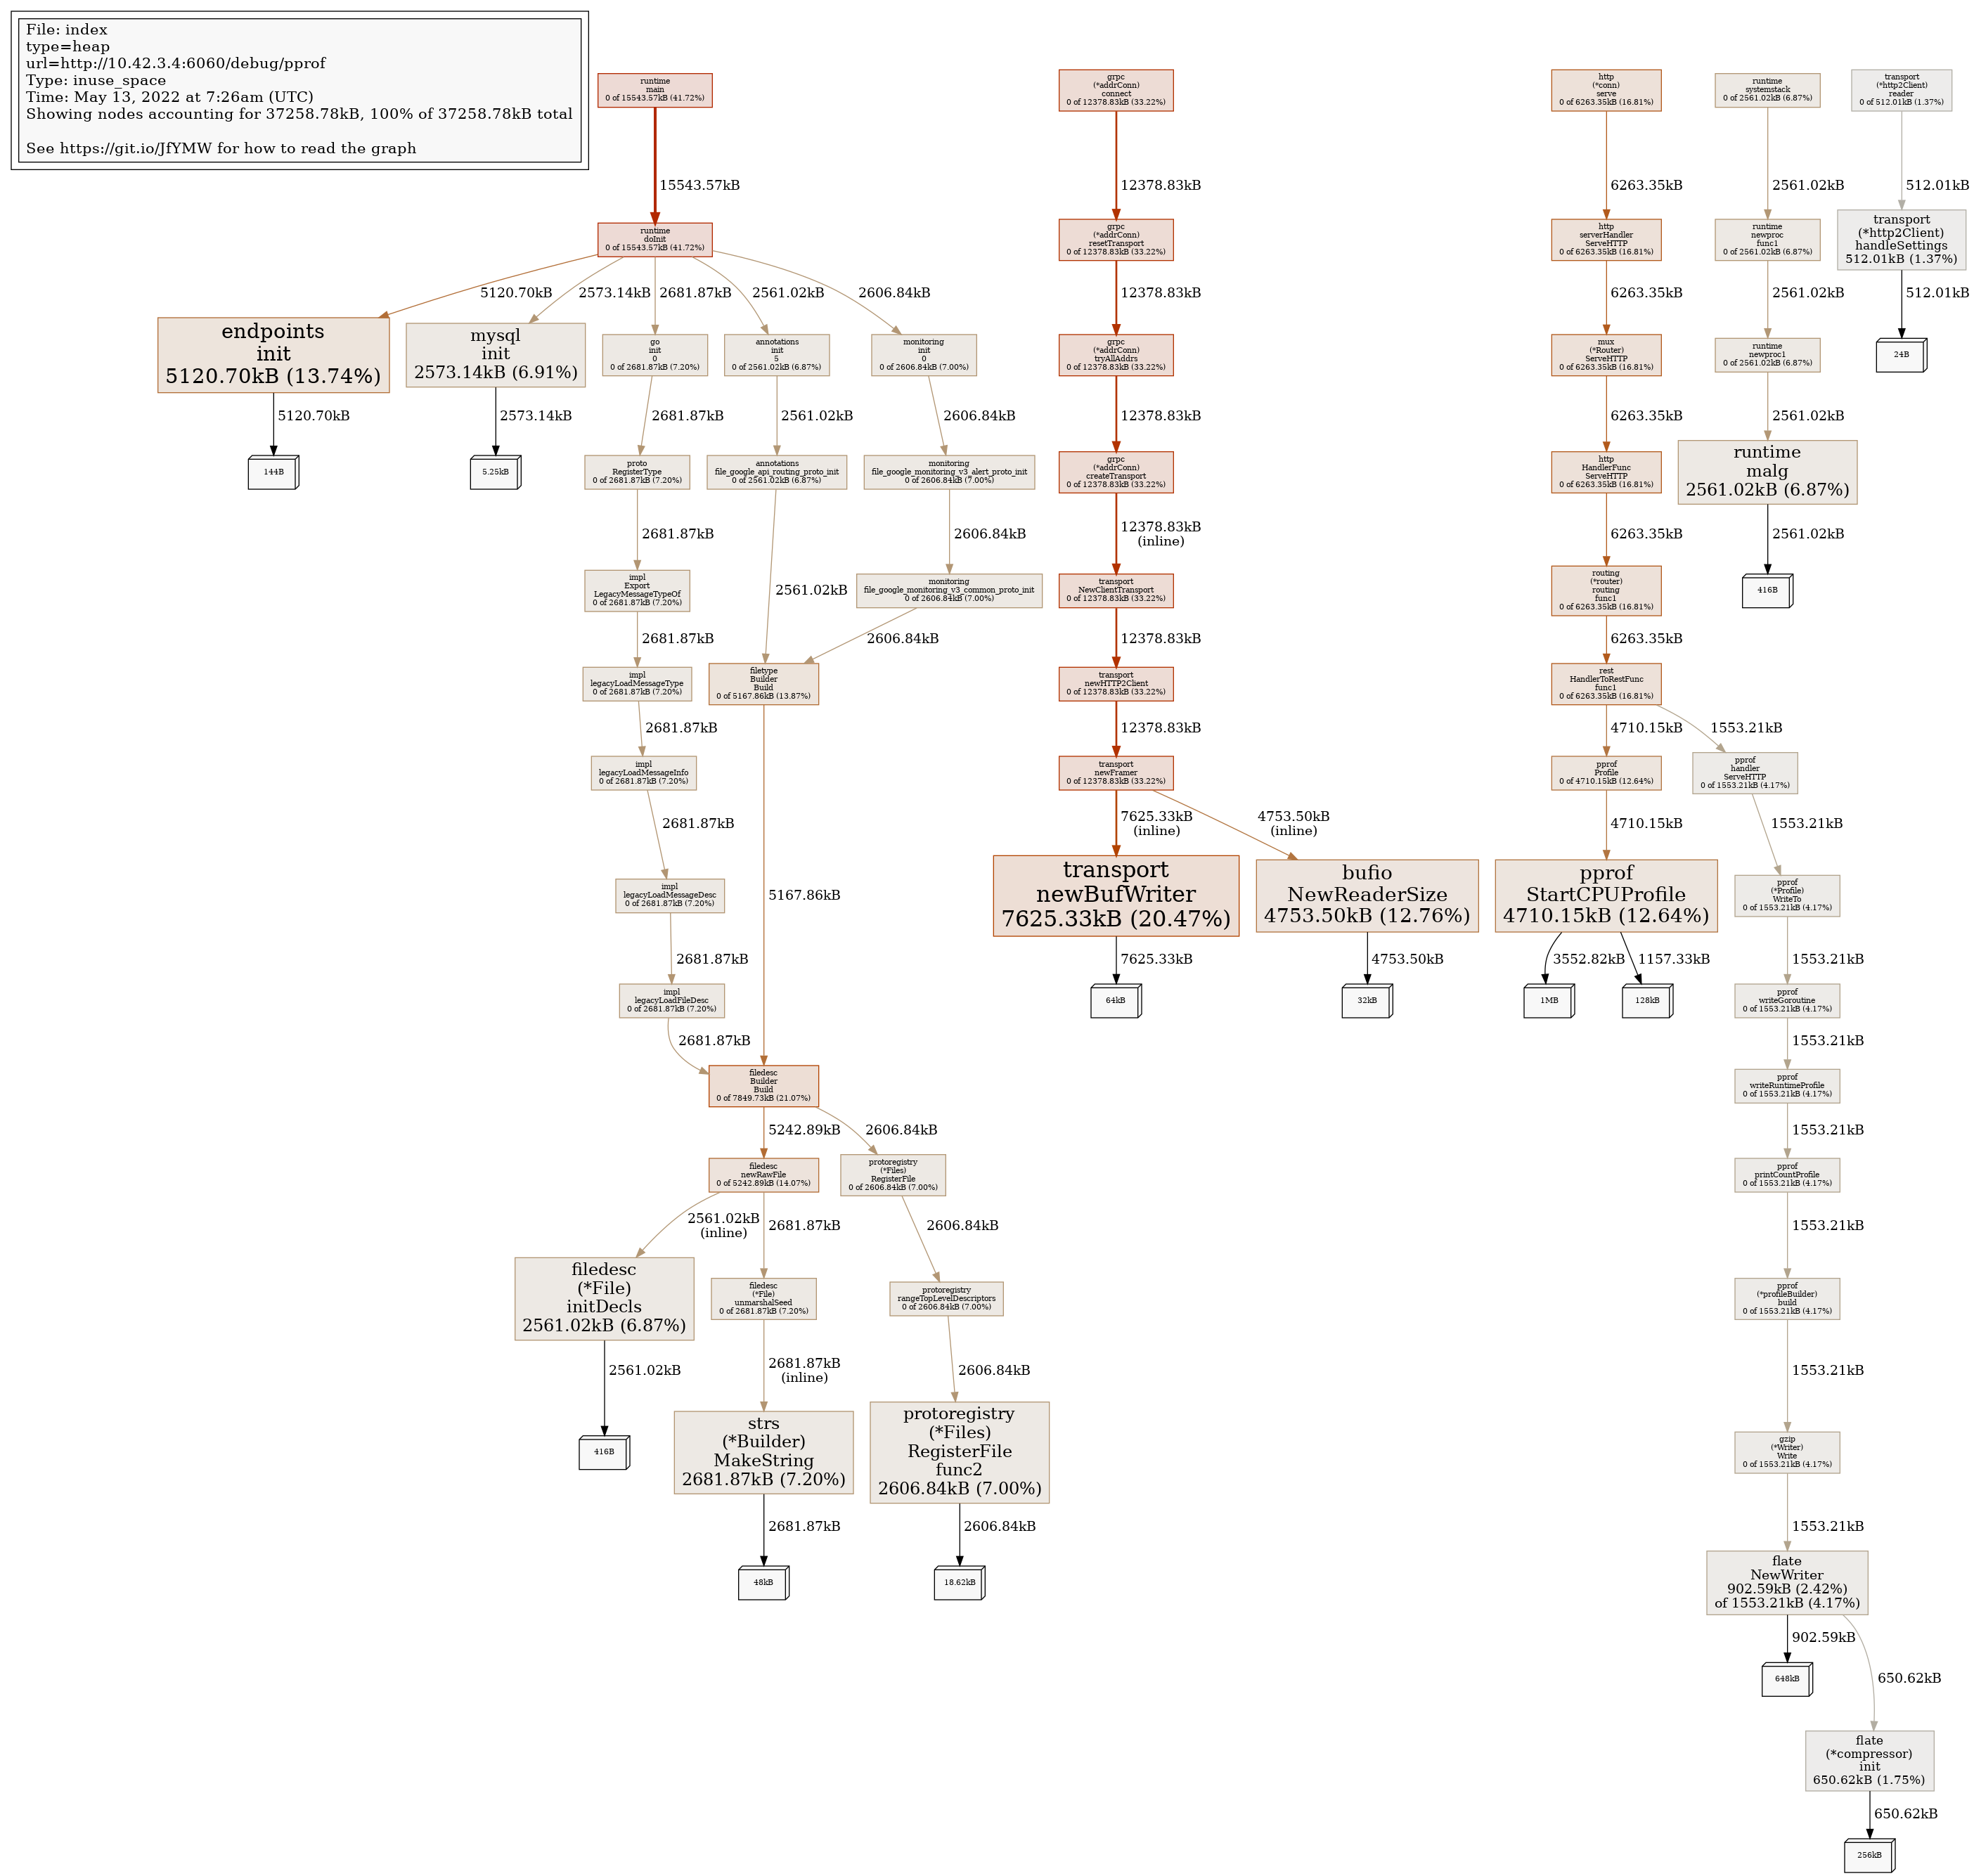 File: index
type=heap
url=http://10.42.3.4:6060/debug/pprof
Type: inuse_space
Time: May 13, 2022 at 7:26am (UTC)
Showing nodes accounting for 37258.78kB, 100% of 37258.78kB total
See https://git.io/JfYMW for how to read the graph
runtime
main
0 of 15543.57kB (41.72%)
15543.57kB
runtime
doInit
0 of 15543.57kB (41.72%)
5120.70kB
2573.14kB
2681.87kB
2561.02kB
2606.84kB
endpoints
init
5120.70kB (13.74%)
5120.70kB
144B
mysql
init
2573.14kB (6.91%)
2573.14kB
5.25kB
go
init
0
0 of 2681.87kB (7.20%)
2681.87kB
proto
RegisterType
0 of 2681.87kB (7.20%)
2681.87kB
impl
Export
LegacyMessageTypeOf
0 of 2681.87kB (7.20%)
2681.87kB
impl
legacyLoadMessageType
0 of 2681.87kB (7.20%)
2681.87kB
impl
legacyLoadMessageInfo
0 of 2681.87kB (7.20%)
2681.87kB
impl
legacyLoadMessageDesc
0 of 2681.87kB (7.20%)
2681.87kB
impl
legacyLoadFileDesc
0 of 2681.87kB (7.20%)
2681.87kB
annotations
init
5
0 of 2561.02kB (6.87%)
2561.02kB
annotations
file_google_api_routing_proto_init
0 of 2561.02kB (6.87%)
2561.02kB
monitoring
init
0
0 of 2606.84kB (7.00%)
2606.84kB
monitoring
file_google_monitoring_v3_alert_proto_init
0 of 2606.84kB (7.00%)
2606.84kB
monitoring
file_google_monitoring_v3_common_proto_init
0 of 2606.84kB (7.00%)
2606.84kB
filetype
Builder
Build
0 of 5167.86kB (13.87%)
5167.86kB
filedesc
Builder
Build
0 of 7849.73kB (21.07%)
5242.89kB
2606.84kB
filedesc
newRawFile
0 of 5242.89kB (14.07%)
2561.02kB
(inline)
2681.87kB
filedesc
(*File)
initDecls
2561.02kB (6.87%)
2561.02kB
416B
filedesc
(*File)
unmarshalSeed
0 of 2681.87kB (7.20%)
2681.87kB
(inline)
strs
(*Builder)
MakeString
2681.87kB (7.20%)
2681.87kB
48kB
protoregistry
(*Files)
RegisterFile
0 of 2606.84kB (7.00%)
2606.84kB
protoregistry
rangeTopLevelDescriptors
0 of 2606.84kB (7.00%)
2606.84kB
protoregistry
(*Files)
RegisterFile
func2
2606.84kB (7.00%)
2606.84kB
18.62kB
grpc
(*addrConn)
connect
0 of 12378.83kB (33.22%)
12378.83kB
grpc
(*addrConn)
resetTransport
0 of 12378.83kB (33.22%)
12378.83kB
grpc
(*addrConn)
tryAllAddrs
0 of 12378.83kB (33.22%)
12378.83kB
grpc
(*addrConn)
createTransport
0 of 12378.83kB (33.22%)
12378.83kB
(inline)
transport
NewClientTransport
0 of 12378.83kB (33.22%)
12378.83kB
transport
newHTTP2Client
0 of 12378.83kB (33.22%)
12378.83kB
transport
newFramer
0 of 12378.83kB (33.22%)
7625.33kB
(inline)
4753.50kB
(inline)
transport
newBufWriter
7625.33kB (20.47%)
7625.33kB
64kB
bufio
NewReaderSize
4753.50kB (12.76%)
4753.50kB
32kB
http
(*conn)
serve
0 of 6263.35kB (16.81%)
6263.35kB
http
serverHandler
ServeHTTP
0 of 6263.35kB (16.81%)
6263.35kB
mux
(*Router)
ServeHTTP
0 of 6263.35kB (16.81%)
6263.35kB
http
HandlerFunc
ServeHTTP
0 of 6263.35kB (16.81%)
6263.35kB
routing
(*router)
routing
func1
0 of 6263.35kB (16.81%)
6263.35kB
rest
HandlerToRestFunc
func1
0 of 6263.35kB (16.81%)
4710.15kB
1553.21kB
pprof
Profile
0 of 4710.15kB (12.64%)
4710.15kB
pprof
StartCPUProfile
4710.15kB (12.64%)
3552.82kB
1157.33kB
1MB
128kB
pprof
handler
ServeHTTP
0 of 1553.21kB (4.17%)
1553.21kB
pprof
(*Profile)
WriteTo
0 of 1553.21kB (4.17%)
1553.21kB
pprof
writeGoroutine
0 of 1553.21kB (4.17%)
1553.21kB
pprof
writeRuntimeProfile
0 of 1553.21kB (4.17%)
1553.21kB
pprof
printCountProfile
0 of 1553.21kB (4.17%)
1553.21kB
pprof
(*profileBuilder)
build
0 of 1553.21kB (4.17%)
1553.21kB
gzip
(*Writer)
Write
0 of 1553.21kB (4.17%)
1553.21kB
flate
NewWriter
902.59kB (2.42%)
of 1553.21kB (4.17%)
902.59kB
648kB
650.62kB
flate
(*compressor)
init
650.62kB (1.75%)
650.62kB
256kB
runtime
systemstack
0 of 2561.02kB (6.87%)
2561.02kB
runtime
newproc
func1
0 of 2561.02kB (6.87%)
2561.02kB
runtime
newproc1
0 of 2561.02kB (6.87%)
2561.02kB
runtime
malg
2561.02kB (6.87%)
2561.02kB
416B
transport
(*http2Client)
reader
0 of 512.01kB (1.37%)
512.01kB
transport
(*http2Client)
handleSettings
512.01kB (1.37%)
512.01kB
24B